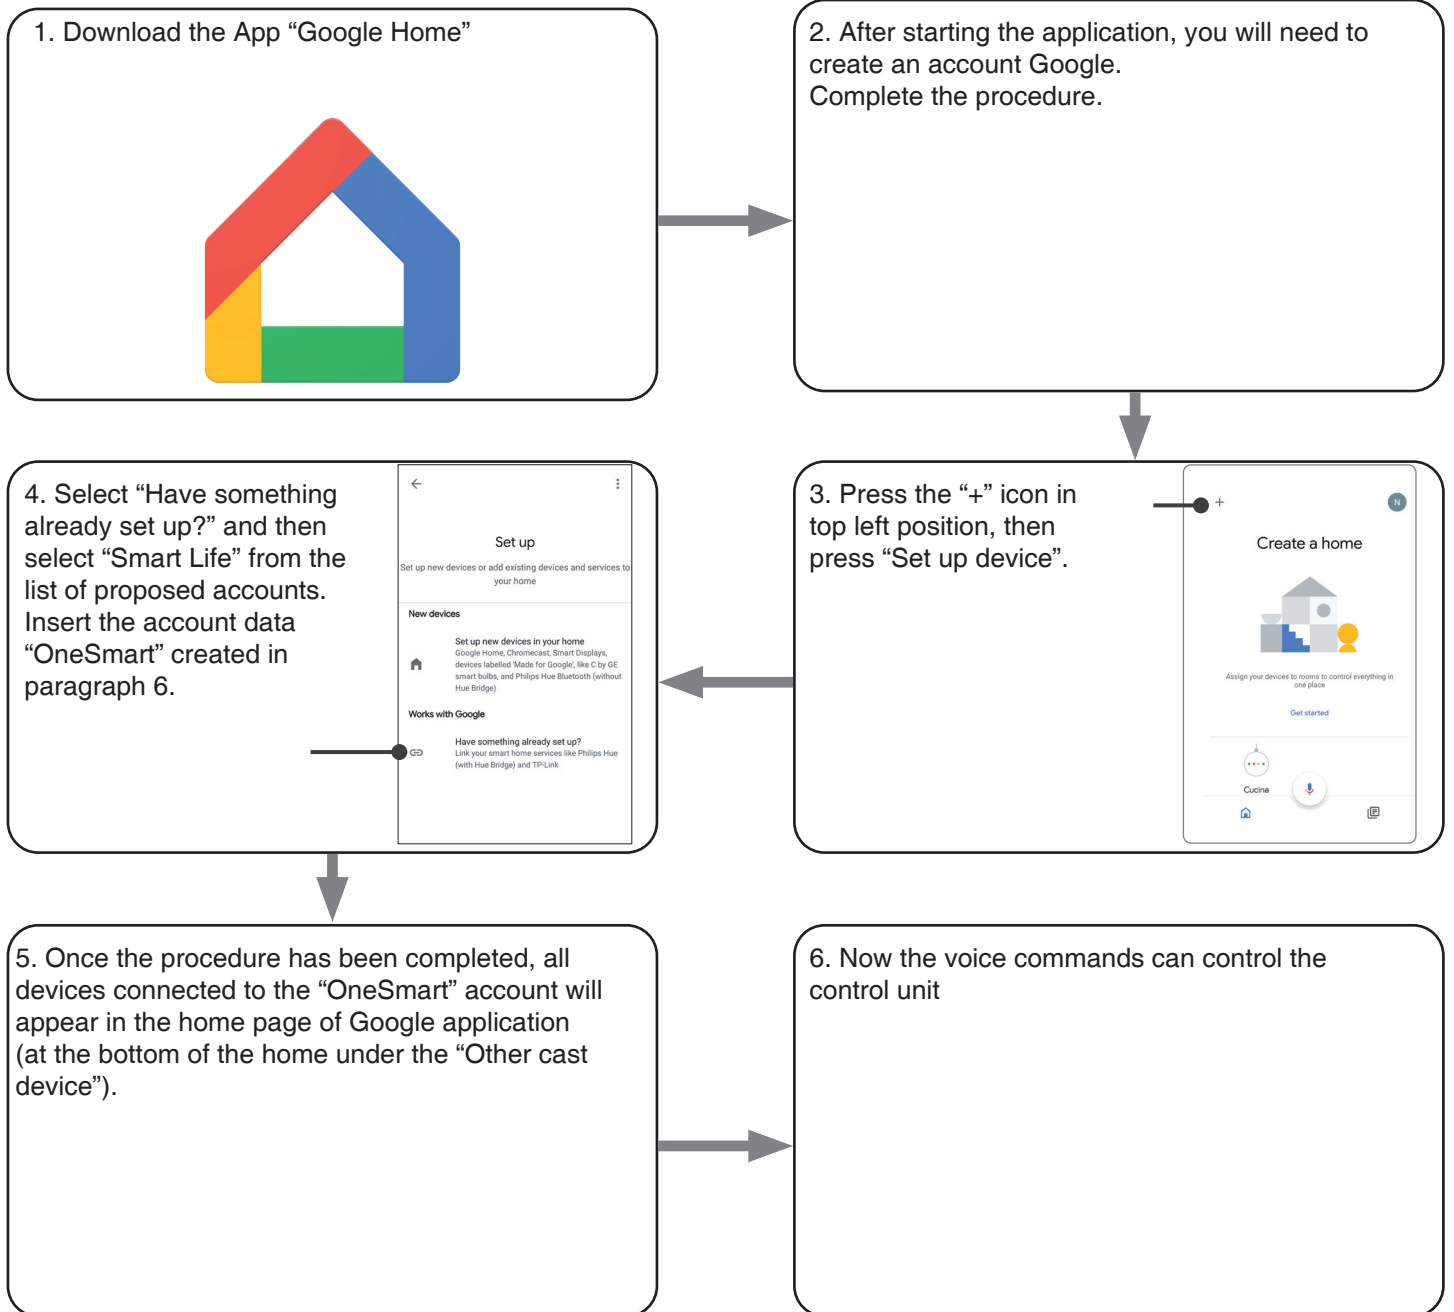 1. Download the App “Google Home”
2. After starting the application, you will need to
create an account Google.
Complete the procedure.
3. Press the “+” icon in
top left position, then
press “Set up device”.
+
N
Create a home
Assign your devices to rooms to control everything in
one place
Get started
Cucina
4. Select “Have something
already set up?” and then
select “Smart Life” from the
list of proposed accounts.
Insert the account data
“OneSmart” created in
paragraph 6.
Set up
Set up new devices or add existing devices and services to
your home
New devices
Set up new devices in your home
Google Home, Chromecast, Smart Displays,
devices labelled 'Made for Google', like C by GE
smart bulbs, and Philips Hue Bluetooth (without
Hue Bridge)
Works with Google
Have something already set up?
Link your smart home services like Philips Hue
(with Hue Bridge) and TP-Link
5. Once the procedure has been completed, all
devices connected to the “OneSmart” account will
appear in the home page of Google application
(at the bottom of the home under the “Other cast
device”).
6. Now the voice commands can control the
control unit